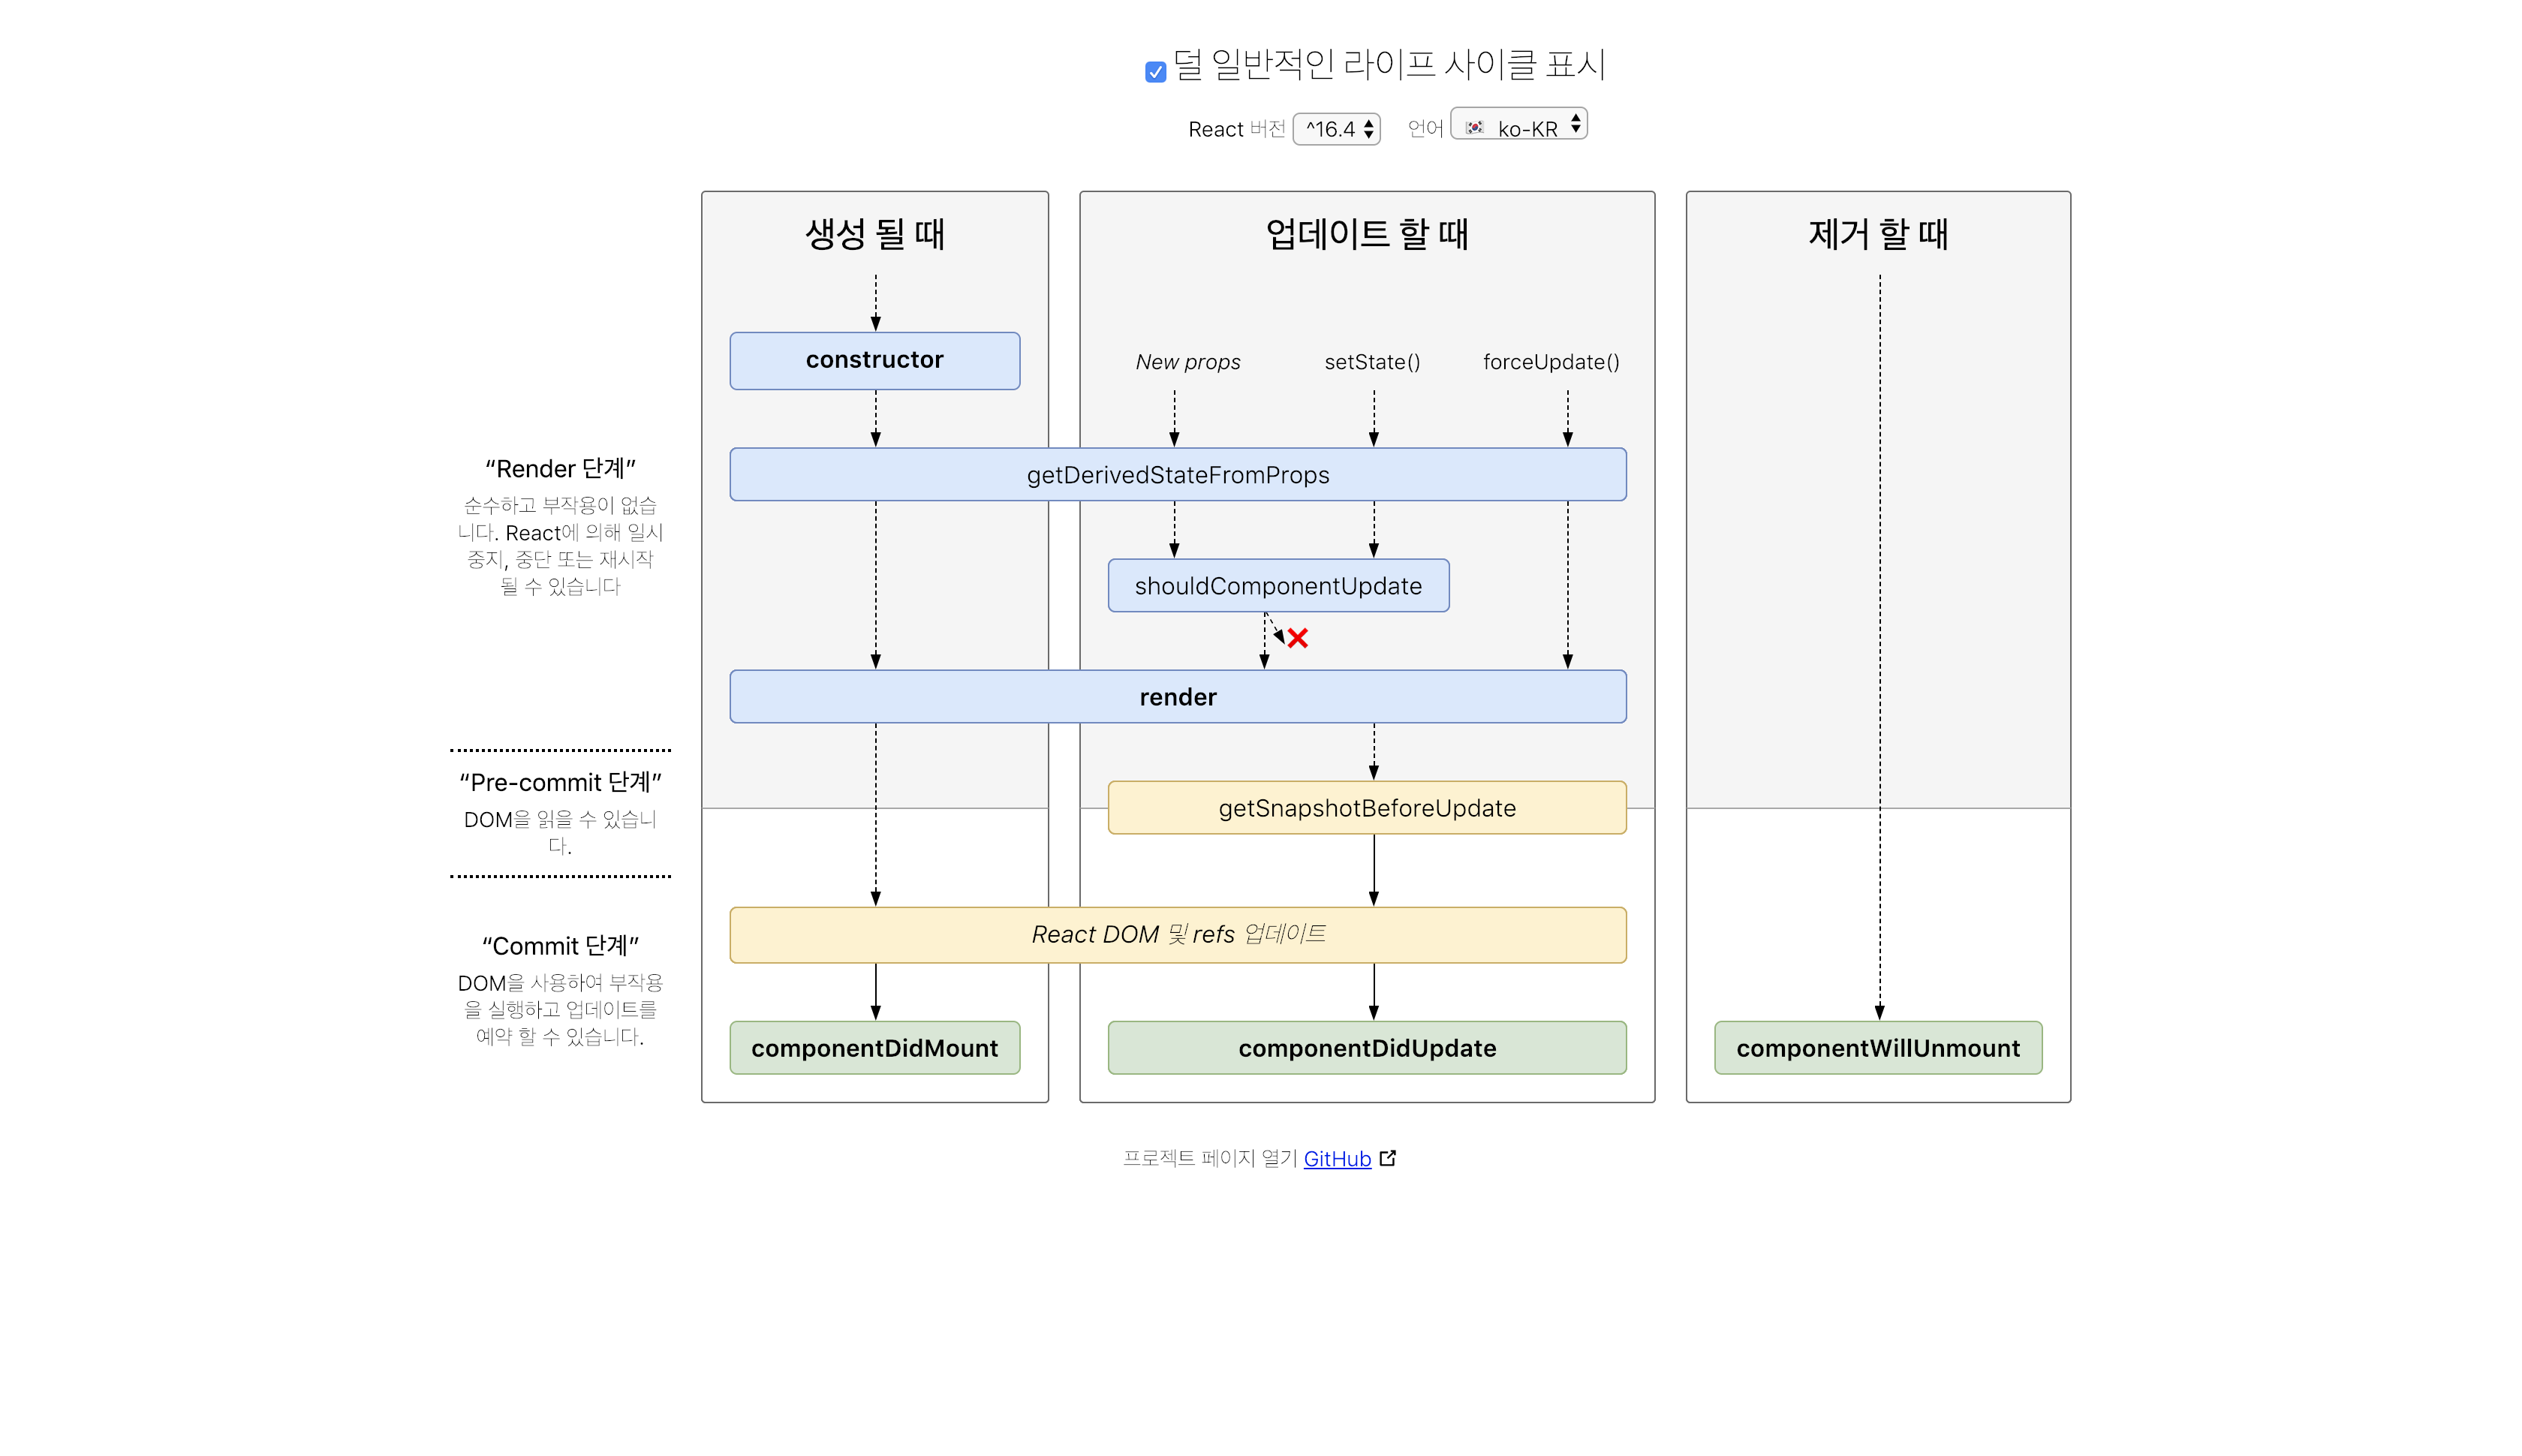 덜 일반적인 라이프 사이클 표시
React 버전 ^16.4 언어 🇰🇷 ko-KR
생성 될 때
업데이트 할 때
제거 할 때
constructor
New props
setState()
forceUpdate()
“Render 단계”
순수하고 부작용이 없습
니다. React에 의해 일시
중지, 중단 또는 재시작
될 수 있습니다
getDerivedStateFromProps
shouldComponentUpdate
render
“Pre-commit 단계”
DOM을 읽을 수 있습니
다.
getSnapshotBeforeUpdate
“Commit 단계”
DOM을 사용하여 부작용
을 실행하고 업데이트를
예약 할 수 있습니다.
React DOM 및 refs 업데이트
componentDidMount
componentDidUpdate
componentWillUnmount
프로젝트 페이지 열기 GitHub